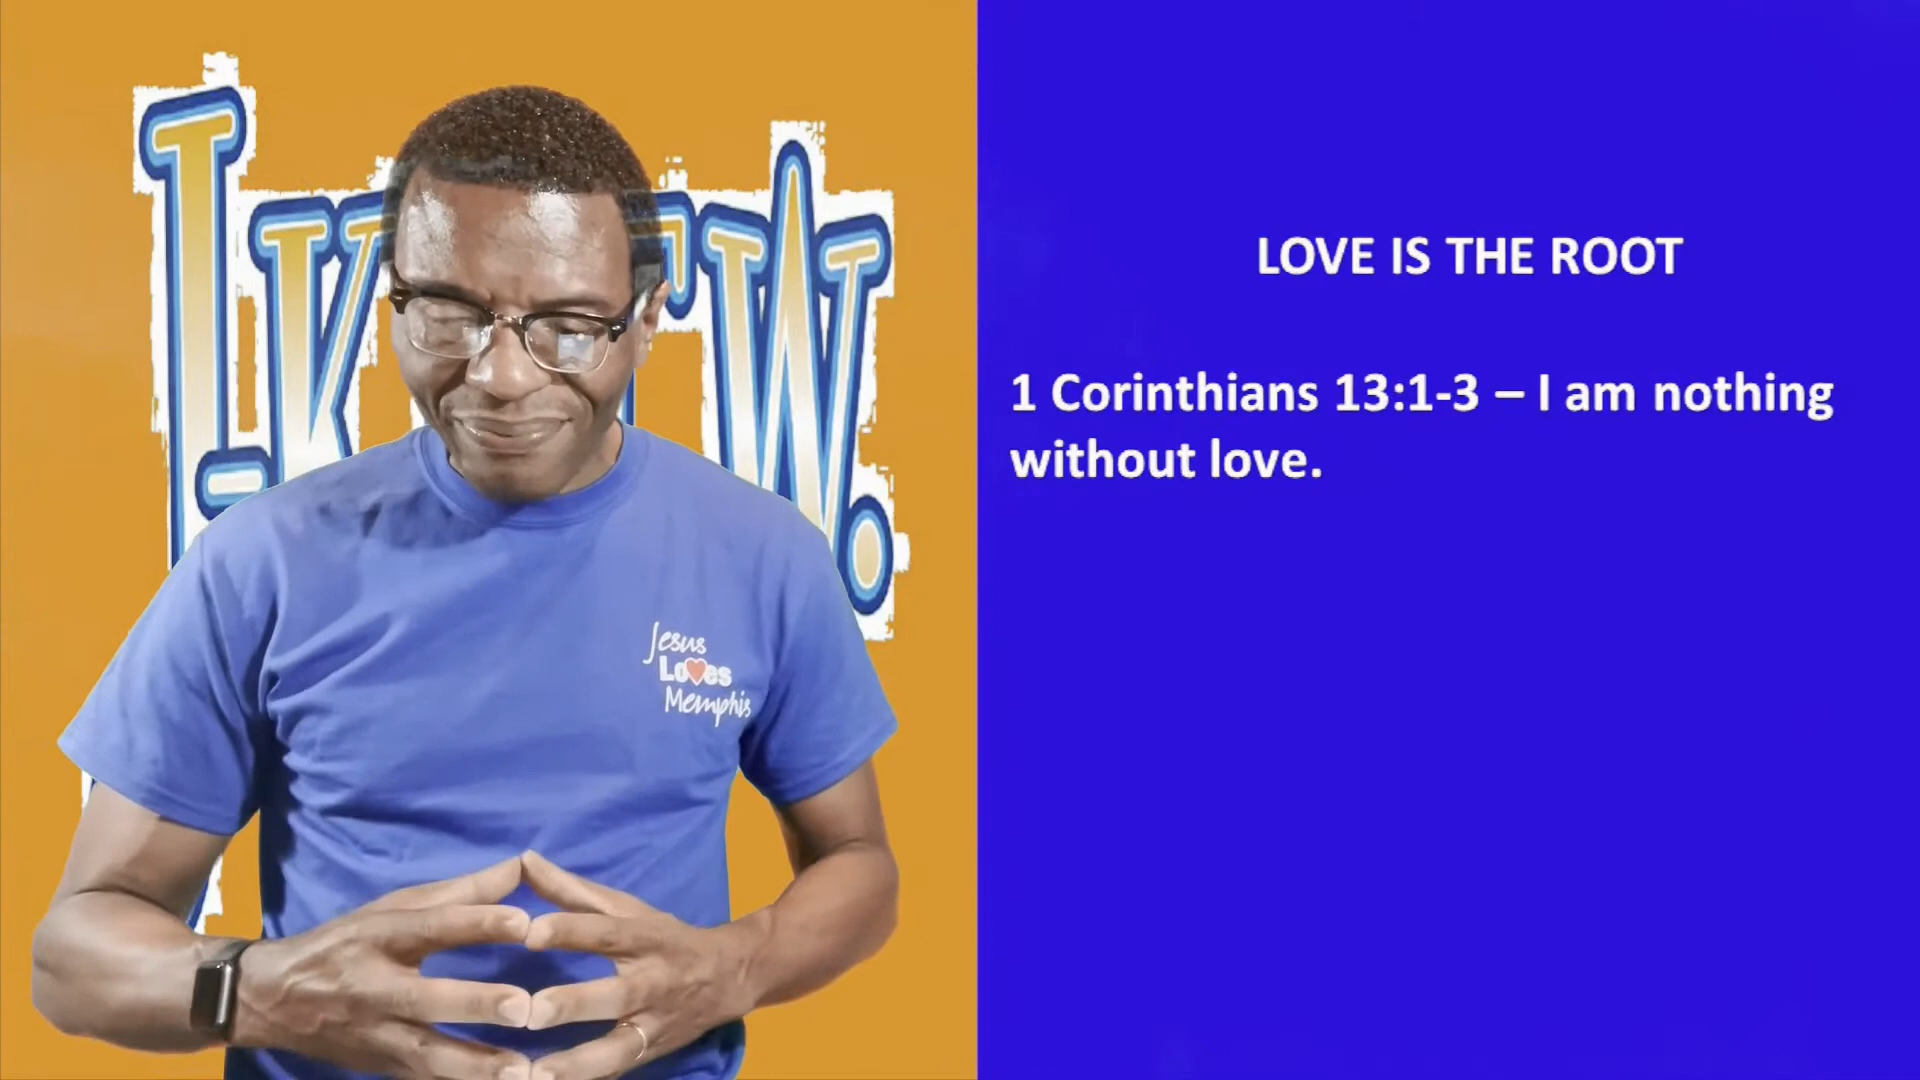 LOVE IS THE ROOT
1 Corinthians 13:1-3 – I am nothing
without love.
Jesus
Loves
Memphis